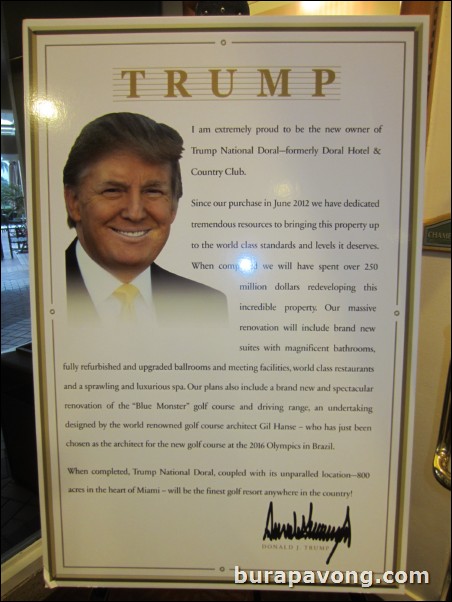 TRUMP
I am extremely proud to be the new owner of
Trump National Doral—formerly Doral Hotel &
Country Club.
Since our purchase in June 2012 we have dedicated
tremendous resources to bringing this property up
to the world class standards and levels it deserves.
When completed we will have spent over 250
million dollars redeveloping this
incredible property. Our massive
renovation will include brand new
suites with magnificent bathrooms,
fully refurbished and upgraded ballrooms and meeting facilities, world class restaurants
and a sprawling and luxurious spa. Our plans also include a brand new and spectacular
renovation of the "Blue Monster" golf course and driving range, an undertaking
designed by the world renowned golf course architect Gil Hanse – who has just been
chosen as the architect for the new golf course at the 2016 Olympics in Brazil.
When completed, Trump National Doral, coupled with its unparalled location—800
acres in the heart of Miami – will be the finest golf resort anywhere in the country!
DONALD J. TRUMP
CHAMP
burapavong.com